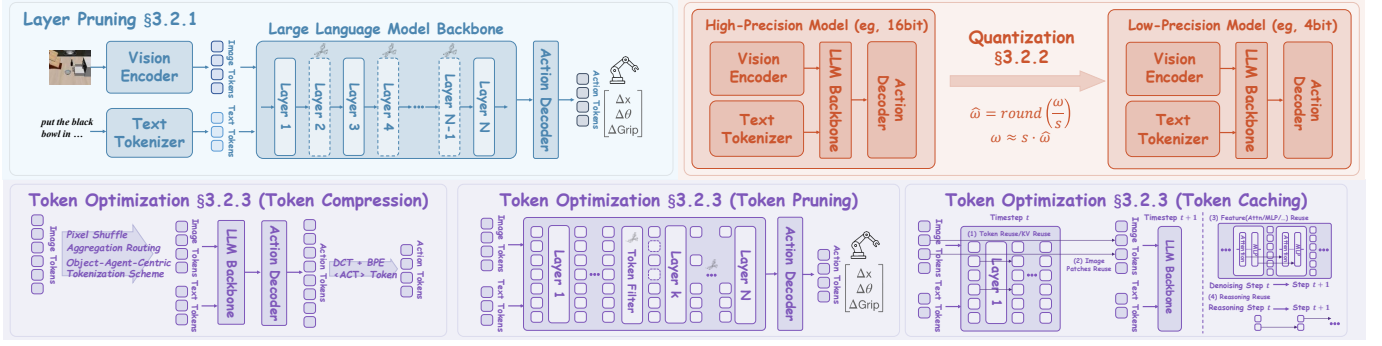 Layer Pruning §3.2.1
Large Language Model Backbone
Vision
Encoder
Image Tokens
put the black
bowl in ...
Text
Tokenizer
Text Tokens
Layer 1
Layer 2
Layer 3
Layer 4
......
Layer N-1
Layer N
Action Decoder
Action Tokens
Δx
Δθ
ΔGrip
High-Precision Model (eg, 16bit)
Vision
Encoder
Text
Tokenizer
LLM Backbone
Action
Decoder
Quantization
§3.2.2
ω̂ = round (ω/s)
ω ≈ s · ω̂
Low-Precision Model (eg, 4bit)
Vision
Encoder
Text
Tokenizer
LLM Backbone
Action
Decoder
Token Optimization §3.2.3 (Token Compression)
Image Tokens
Pixel Shuffle
Aggregation Routing
Object-Agent-Centric
Tokenization Scheme
Image Tokens
Text Tokens
LLM Backbone
Action Decoder
Action Tokens
DCT + BPE
<ACT> Token
Action Tokens
Token Optimization §3.2.3 (Token Pruning)
Image Tokens
Text Tokens
Layer 1
...
Token Filter
Layer k
...
Layer N
Action Decoder
Action Tokens
Δx
Δθ
ΔGrip
Token Optimization §3.2.3 (Token Caching)
Timestep t
Timestep t + 1
Image Tokens
Text Tokens
(1) Token Reuse/KV Reuse
Layer 1
(2) Image
Patches Reuse
Image Tokens
Text Tokens
LLM Backbone
(3) Feature(Attn/MLP/...) Reuse
...
Attention
MLP
Attention
MLP
...
Denoising Step t
Step t + 1
(4) Reasoning Reuse
Reasoning Step t
Step t + 1
...